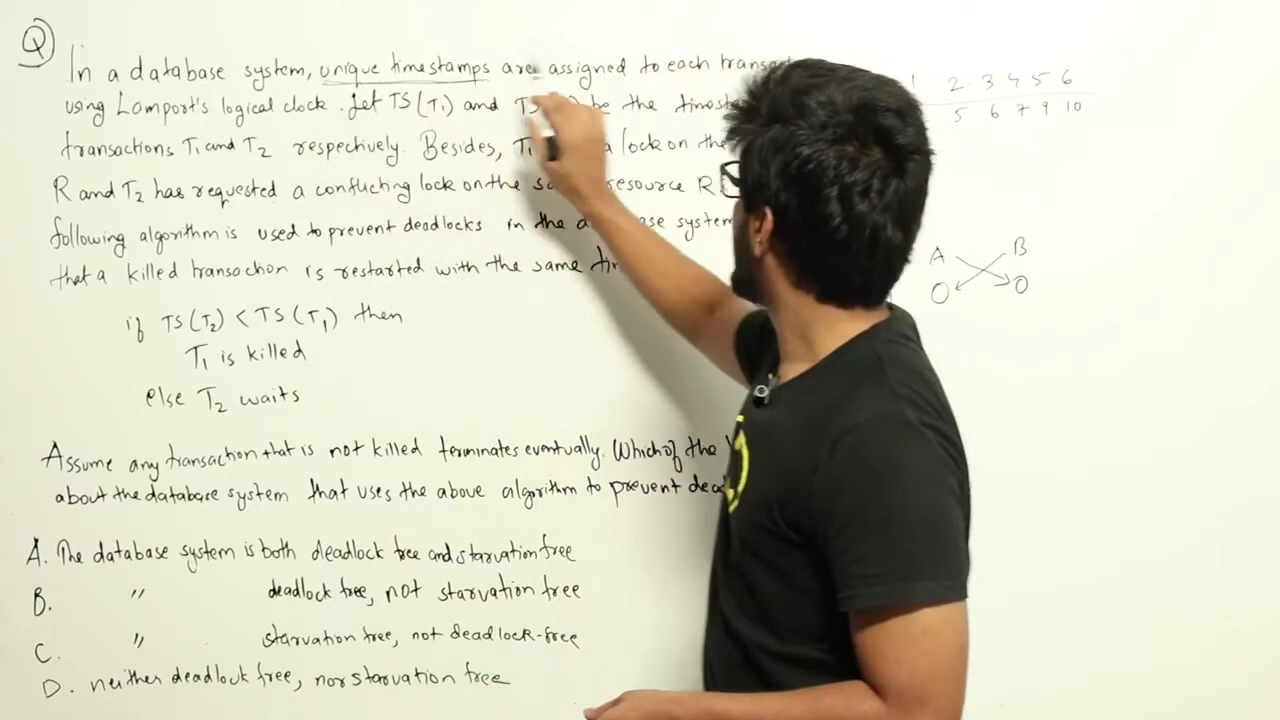 Q
In a database system, unique timestamps are assigned to each
using Lamport's logical clock. Let TS(T1) and be the
transactions T1 and T2 respectively. Besides, T1 a lock on the
R and T2 has requested a conflicting lock on the resource R
following algorithm is used to prevent deadlocks in the system
that a killed transaction is restarted with the same
if TS(T2) < TS(T1) then
T1 is killed
else T2 waits
Assume any transaction that is not killed terminates eventually. Which of the
about the database system that uses the above algorithm to prevent
A. The database system is both deadlock free and starvation free
B. " deadlock free, not starvation free
C. " starvation free, not deadlock-free
D. neither deadlock free, nor starvation free
1 2 3 4 5 6
5 6 7 9 10
A B
O O